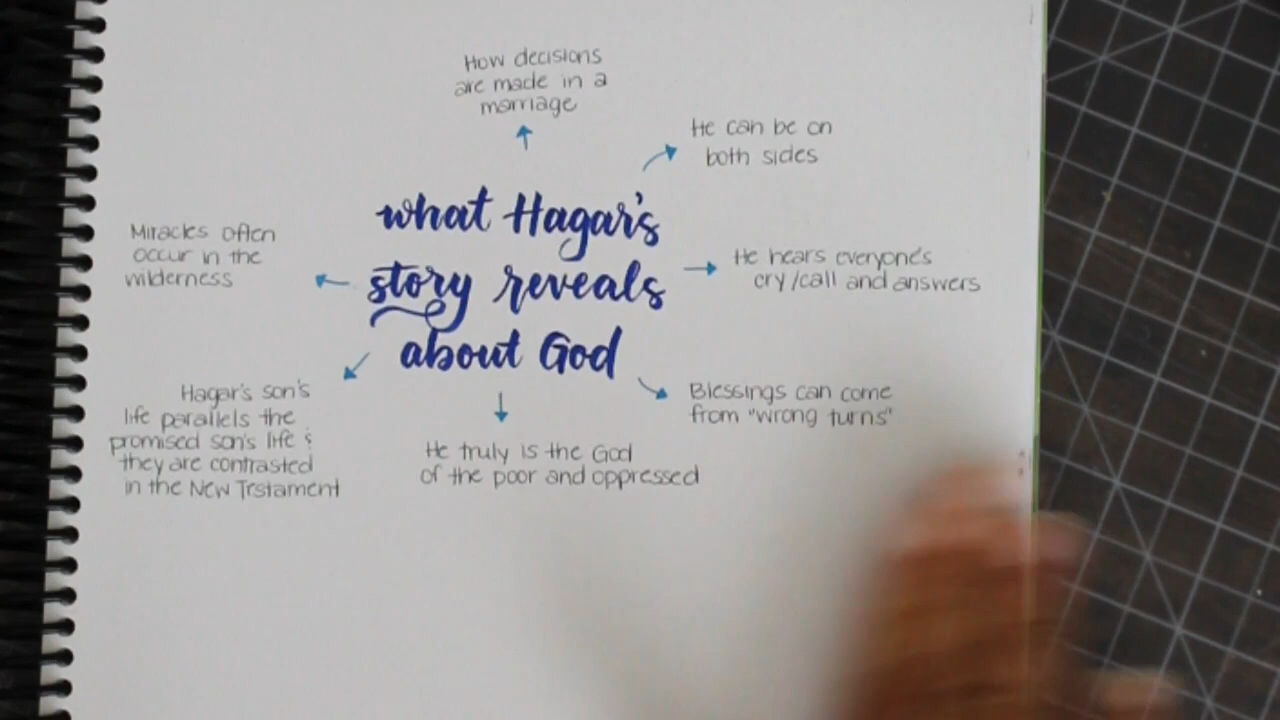 How decisions
are made in a
marriage
He can be on
both sides
what Hagar's
story reveals
about God
Miracles often
occur in the
wilderness
He hears everyone's
cry/call and answers
Hagar's son's
life parallels the
promised son's life &
they are contrasted
in the New Trstament
He truly is the God
of the poor and oppressed
Blessings can come
from "wrong turns"